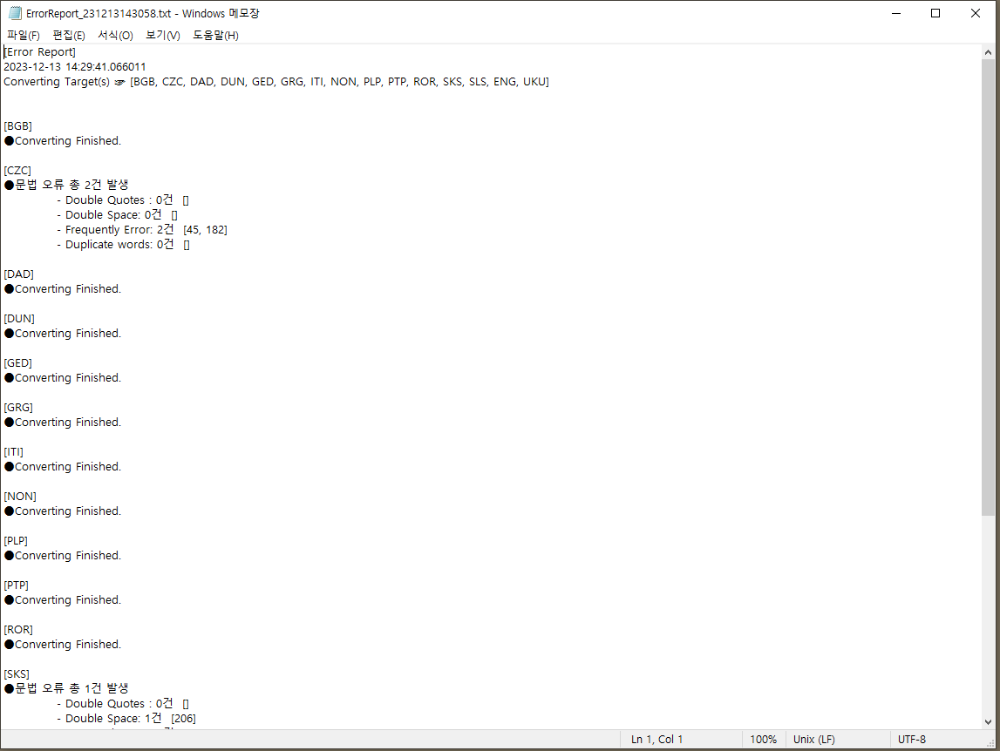 ErrorReport_231213143058.txt - Windows 메모장
파일(F) 편집(E) 서식(O) 보기(V) 도움말(H)
[Error Report]
2023-12-13 14:29:41.066011
Converting Target(s) ☞ [BGB, CZC, DAD, DUN, GED, GRG, ITI, NON, PLP, PTP, ROR, SKS, SLS, ENG, UKU]
[BGB]
●Converting Finished.
[CZC]
●문법 오류 총 2건 발생
- Double Quotes : 0건 []
- Double Space: 0건 []
- Frequently Error: 2건 [45, 182]
- Duplicate words: 0건 []
[DAD]
●Converting Finished.
[DUN]
●Converting Finished.
[GED]
●Converting Finished.
[GRG]
●Converting Finished.
[ITI]
●Converting Finished.
[NON]
●Converting Finished.
[PLP]
●Converting Finished.
[PTP]
●Converting Finished.
[ROR]
●Converting Finished.
[SKS]
●문법 오류 총 1건 발생
- Double Quotes : 0건 []
- Double Space: 1건 [206]
Ln 1, Col 1 100% Unix (LF) UTF-8